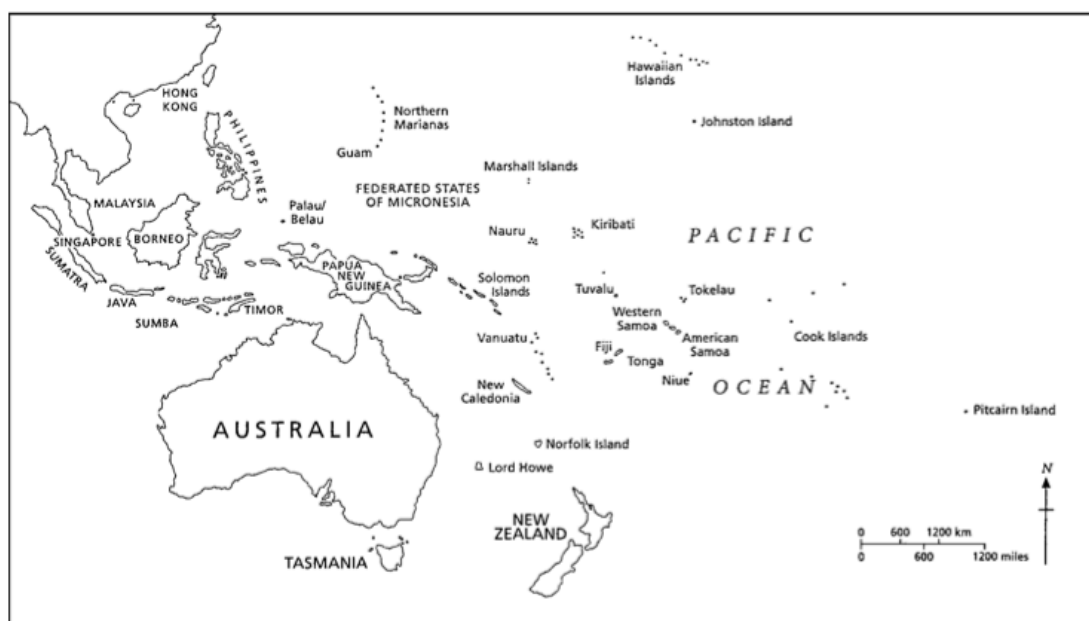 Hawaiian
Islands
HONG
KONG
PHILIPPINES
Northern
Marianas
Johnston Island
Guam
Marshall Islands
FEDERATED STATES
OF MICRONESIA
MALAYSIA
Palau/
Belau
Nauru
Kiribati
PACIFIC
SINGAPORE
BORNEO
SUMATRA
PAPUA
NEW
GUINEA
Solomon
Islands
Tuvalu
Tokelau
JAVA
SUMBA
TIMOR
Western
Samoa
American
Samoa
Cook Islands
Vanuatu
Fiji
Tonga
Niue
OCEAN
New
Caledonia
Pitcairn Island
AUSTRALIA
Norfolk Island
Lord Howe
N
NEW
ZEALAND
0 600 1200 km
0 600 1200 miles
TASMANIA